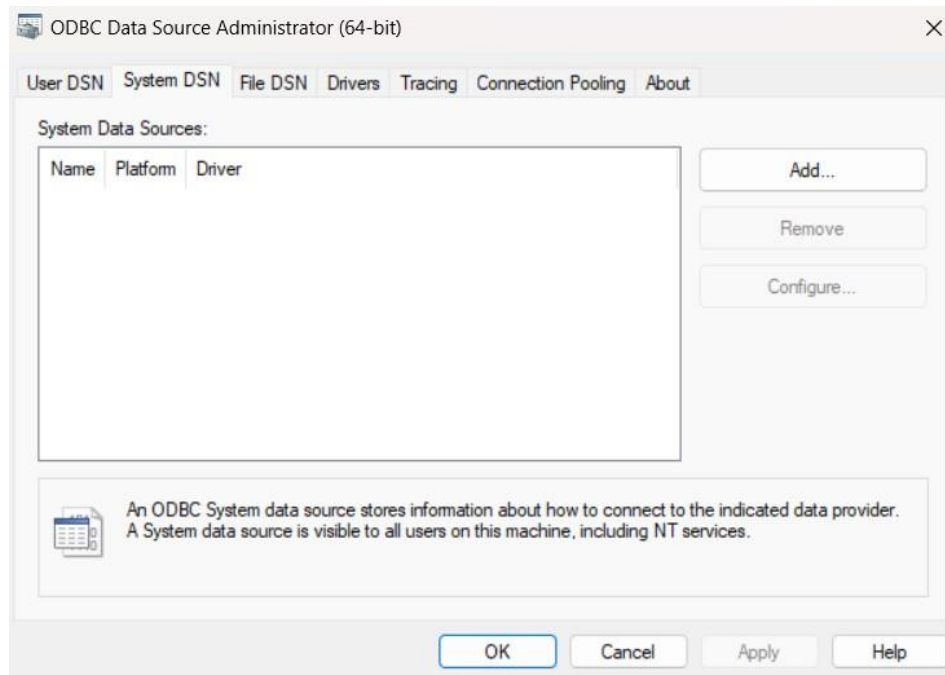 ODBC Data Source Administrator (64-bit)
User DSN System DSN File DSN Drivers Tracing Connection Pooling About
System Data Sources:
Name Platform Driver
Add...
Remove
Configure...
An ODBC System data source stores information about how to connect to the indicated data provider.
A System data source is visible to all users on this machine, including NT services.
OK Cancel Apply Help